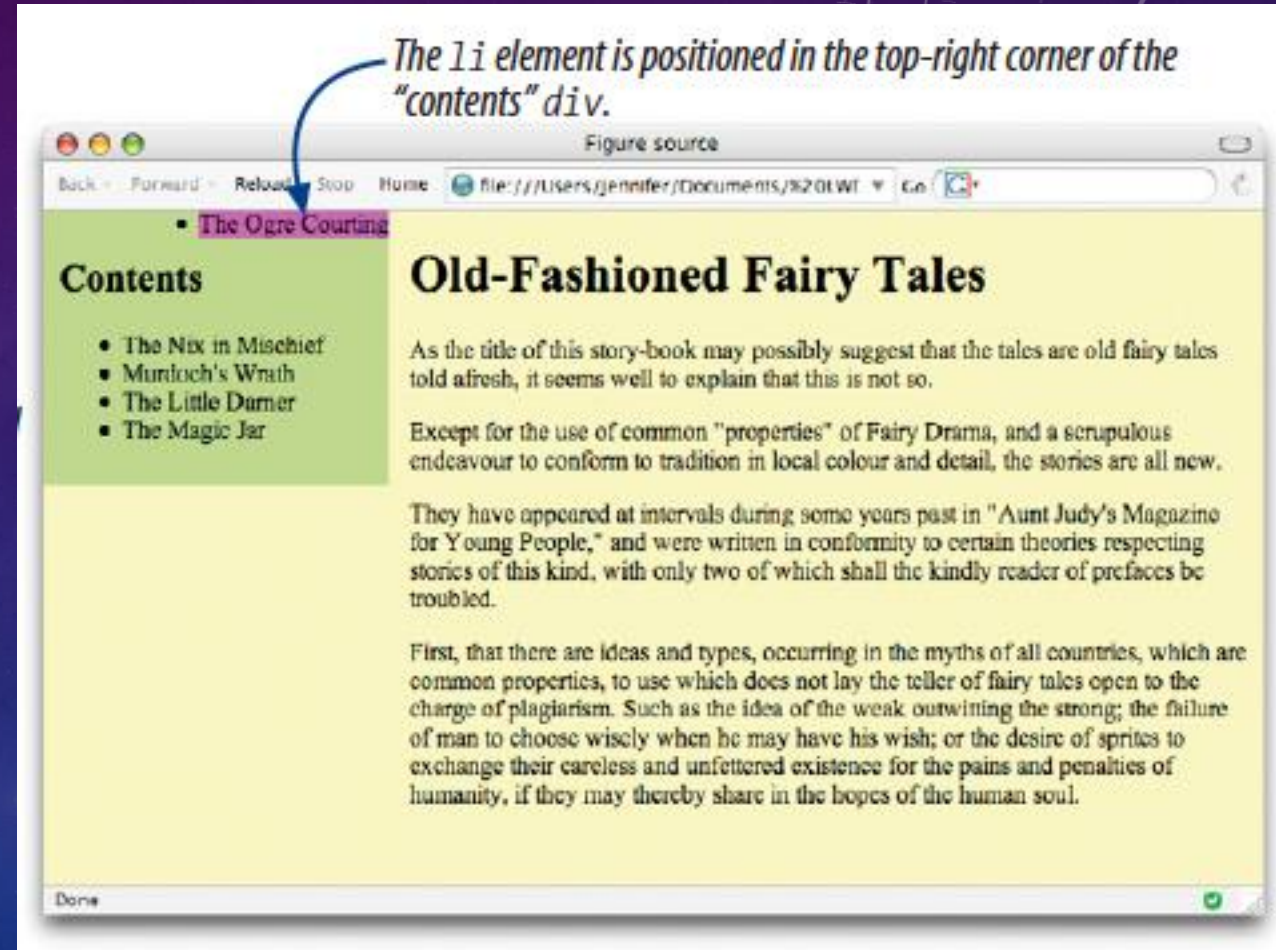 The li element is positioned in the top-right corner of the
“contents” div.
Figure source
Back Forward Reload Stop Home file:///Users/jennifer/Documents/%20LWD Go
• The Ogre Courting
Contents
• The Nix in Mischief
• Murdoch's Wrath
• The Little Darner
• The Magic Jar
Old-Fashioned Fairy Tales
As the title of this story-book may possibly suggest that the tales are old fairy tales
told afresh, it seems well to explain that this is not so.
Except for the use of common "properties" of Fairy Drama, and a scrupulous
endeavour to conform to tradition in local colour and detail, the stories are all new.
They have appeared at intervals during some years past in "Aunt Judy's Magazine
for Young People," and were written in conformity to certain theories respecting
stories of this kind, with only two of which shall the kindly reader of prefaces be
troubled.
First, that there are ideas and types, occurring in the myths of all countries, which are
common properties, to use which does not lay the teller of fairy tales open to the
charge of plagiarism. Such as the idea of the weak outwitting the strong; the failure
of man to choose wisely when he may have his wish; or the desire of sprites to
exchange their careless and unfettered existence for the pains and penalties of
humanity, if they may thereby share in the hopes of the human soul.
Done